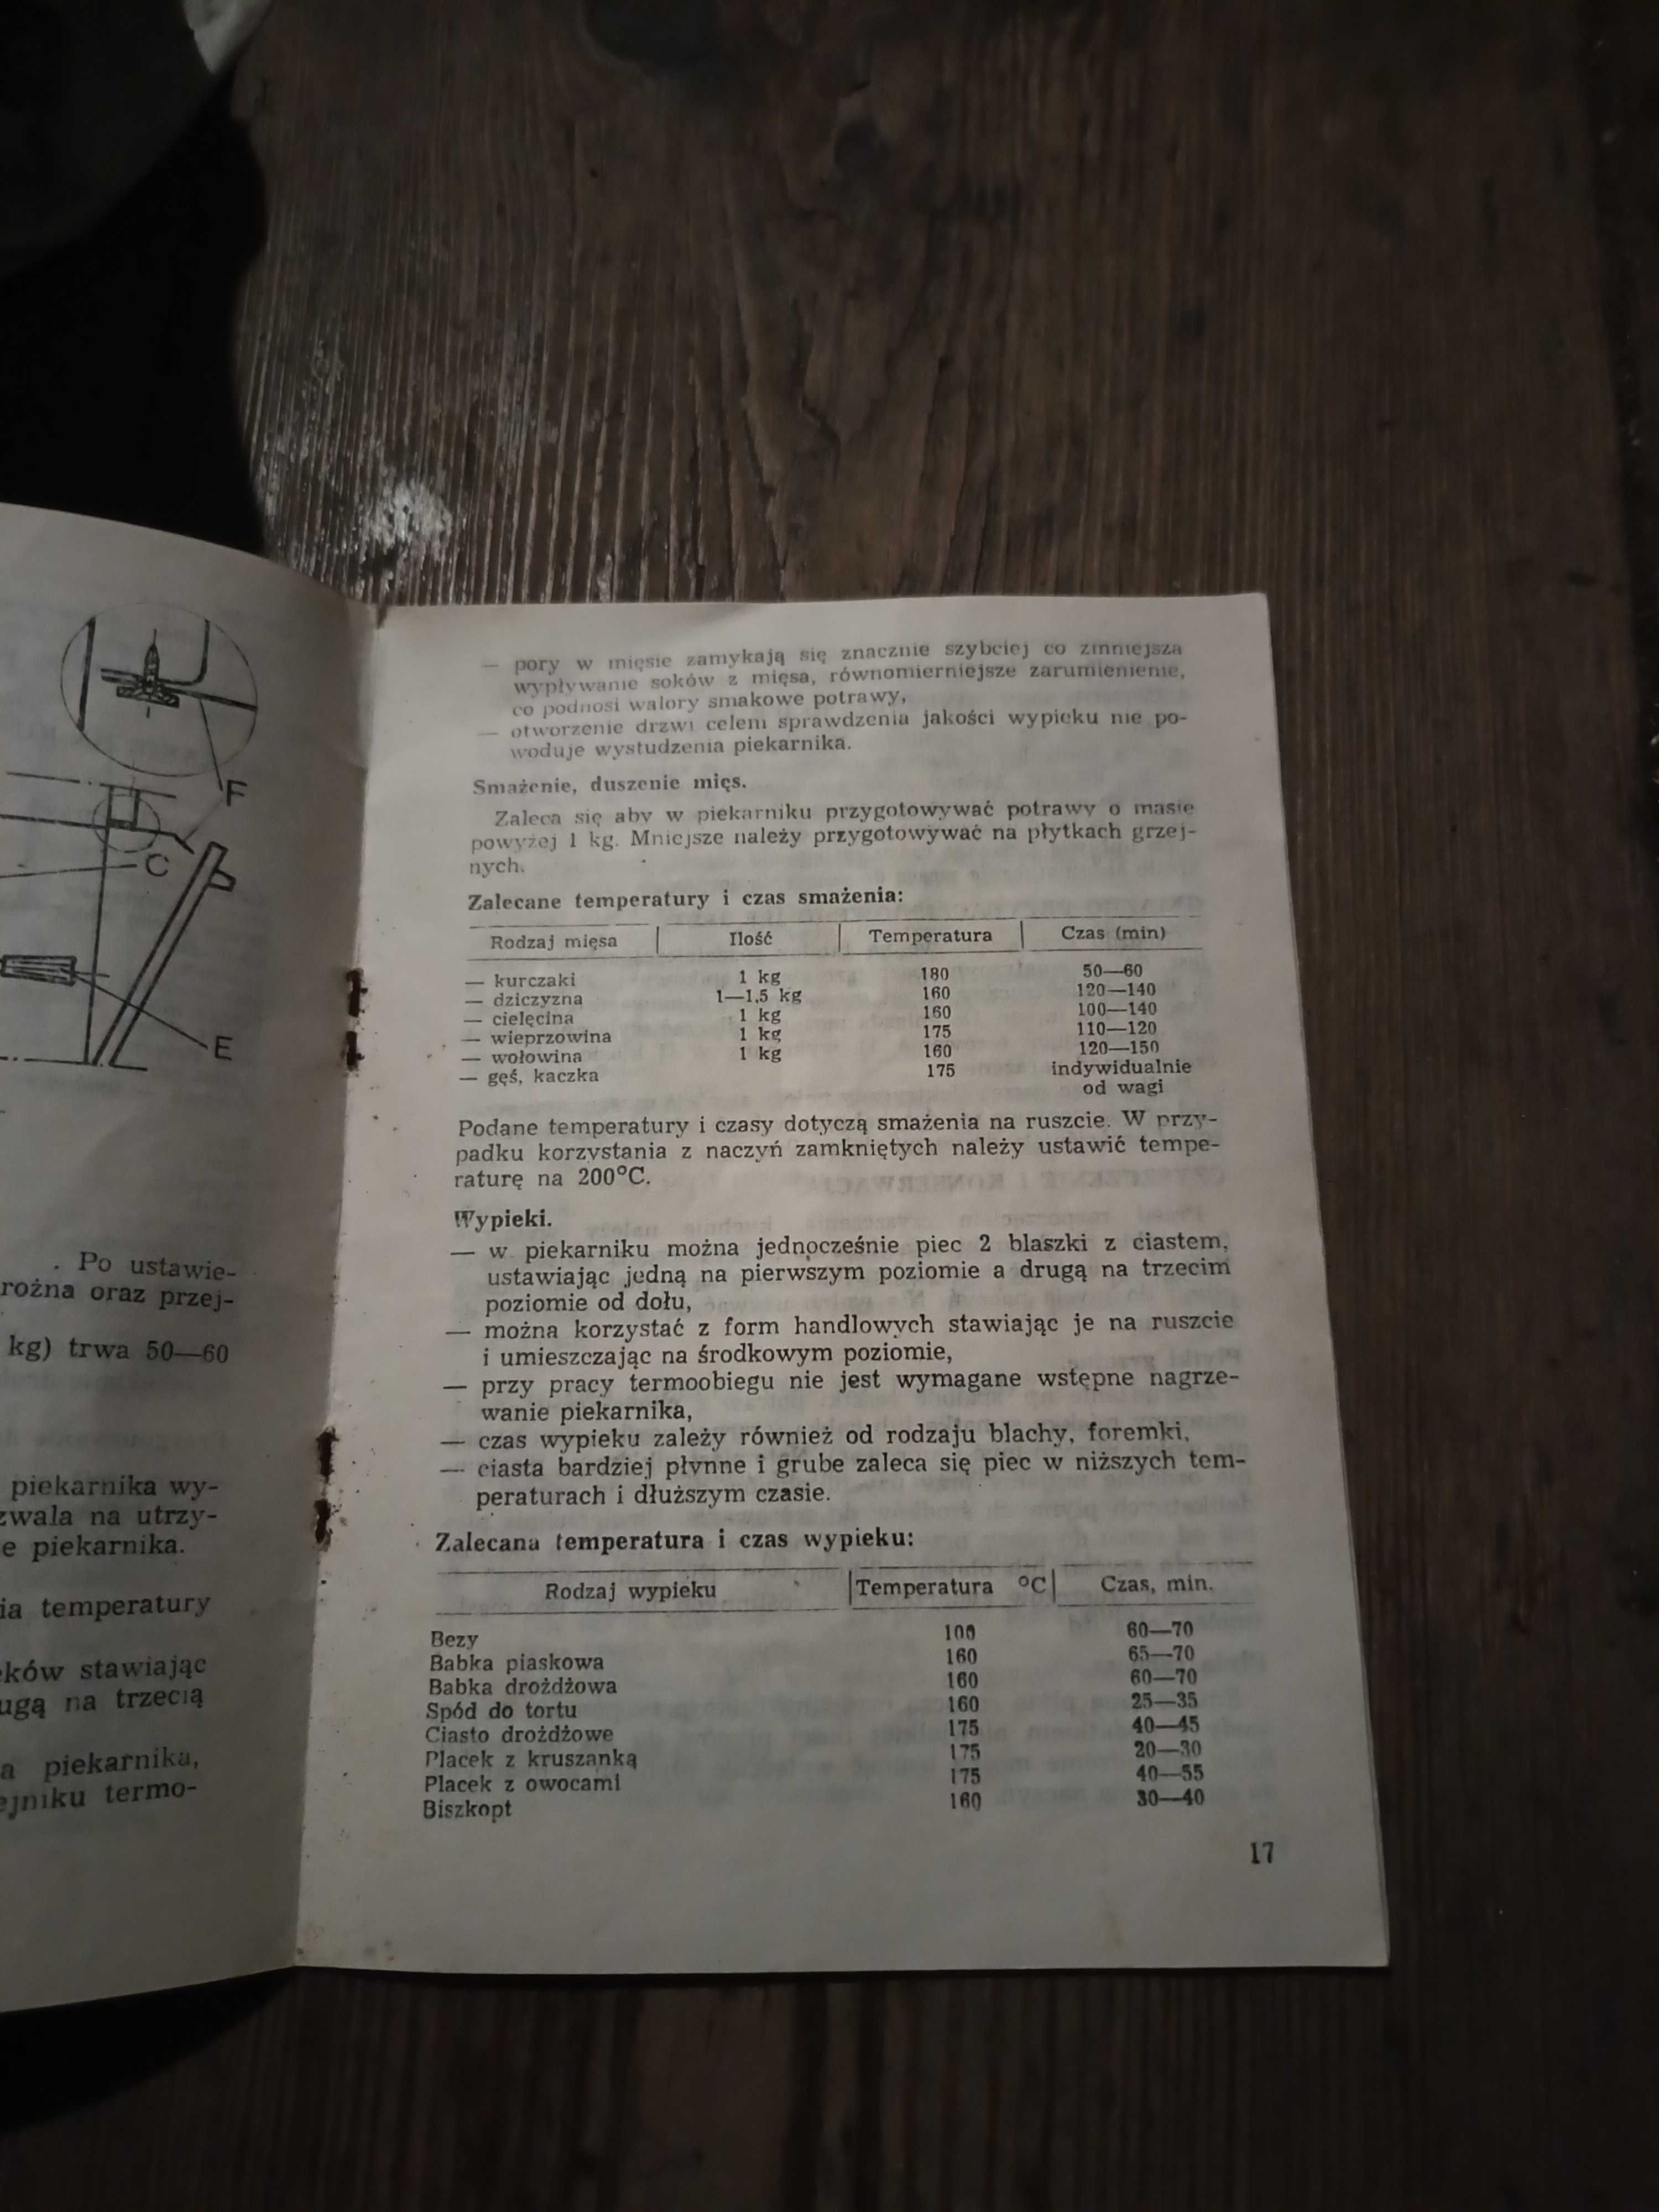 F
C
E
. Po ustawie-
rożna oraz przej-
kg) trwa 50—60
piekarnika wy-
zwala na utrzy-
e piekarnika.
ia temperatury
ków stawiając
ugą na trzecią
a piekarnika,
ejniku termo-
— pory w mięsie zamykają się znacznie szybciej co zmniejsza
wypływanie soków z mięsa, równomierniejsze zarumienienie,
co podnosi walory smakowe potrawy,
— otworzenie drzwi celem sprawdzenia jakości wypieku nie po-
woduje wystudzenia piekarnika.
Smażenie, duszenie mięs.
Zaleca się aby w piekarniku przygotowywać potrawy o masie
powyżej 1 kg. Mniejsze należy przygotowywać na płytkach grzej-
nych.
Zalecane temperatury i czas smażenia:
Rodzaj mięsa | Ilość | Temperatura | Czas (min)
— kurczaki 1 kg 180 50—60
— dziczyzna 1—1,5 kg 160 120—140
— cielęcina 1 kg 160 100—140
— wieprzowina 1 kg 175 110—120
— wołowina 1 kg 160 120—150
— gęś, kaczka 175 indywidualnie
od wagi
Podane temperatury i czasy dotyczą smażenia na ruszcie. W przy-
padku korzystania z naczyń zamkniętych należy ustawić tempe-
raturę na 200°C.
Wypieki.
— w piekarniku można jednocześnie piec 2 blaszki z ciastem,
ustawiając jedną na pierwszym poziomie a drugą na trzecim
poziomie od dołu,
— można korzystać z form handlowych stawiając je na ruszcie
i umieszczając na środkowym poziomie,
— przy pracy termoobiegu nie jest wymagane wstępne nagrze-
wanie piekarnika,
— czas wypieku zależy również od rodzaju blachy, foremki,
— ciasta bardziej płynne i grube zaleca się piec w niższych tem-
peraturach i dłuższym czasie.
Zalecana temperatura i czas wypieku:
Rodzaj wypieku | Temperatura °C | Czas, min.
Bezy 100 60—70
Babka piaskowa 160 65—70
Babka drożdżowa 160 60—70
Spód do tortu 160 25—35
Ciasto drożdżowe 175 40—45
Placek z kruszanką 175 20—30
Placek z owocami 175 40—55
Biszkopt 160 30—40
17